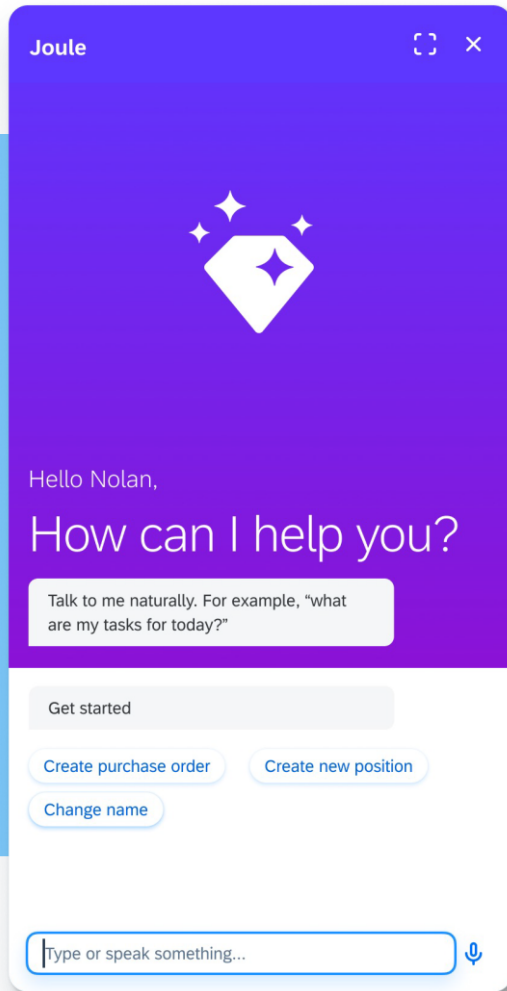 Joule
Hello Nolan,
How can I help you?
Talk to me naturally. For example, “what
are my tasks for today?”
Get started
Create purchase order
Create new position
Change name
Type or speak something...